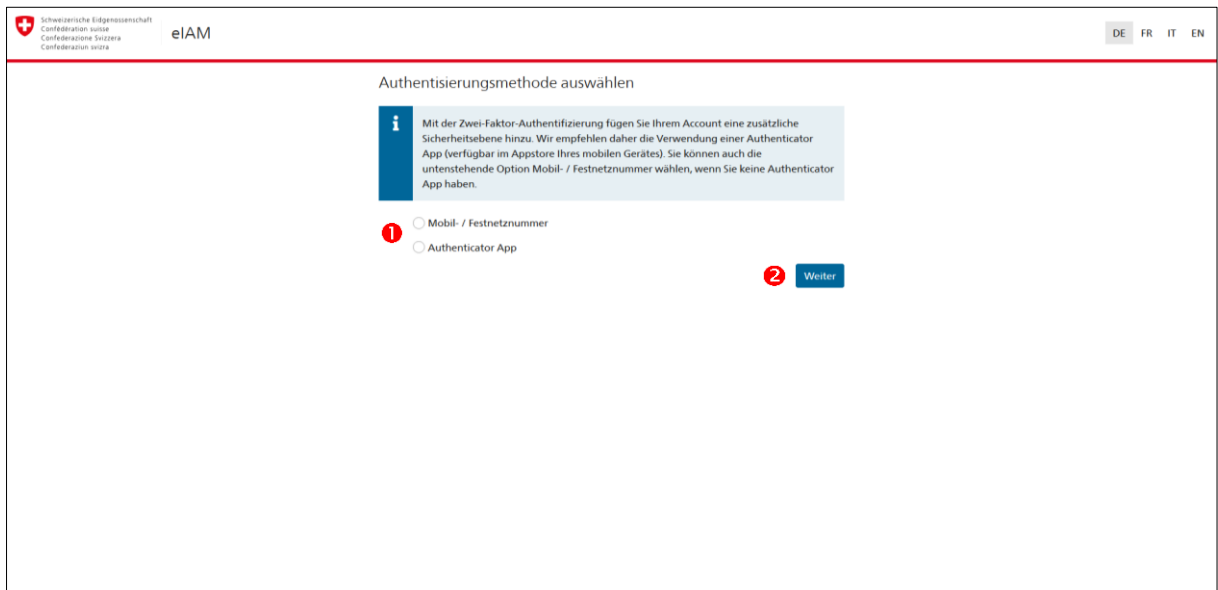 Schweizerische Eidgenossenschaft
Confédération suisse
Confederazione Svizzera
Confederaziun svizra
eIAM
DE FR IT EN
Authentisierungsmethode auswählen
Mit der Zwei-Faktor-Authentifizierung fügen Sie Ihrem Account eine zusätzliche
Sicherheitsebene hinzu. Wir empfehlen daher die Verwendung einer Authenticator
App (verfügbar im Appstore Ihres mobilen Gerätes). Sie können auch die
untenstehende Option Mobil- / Festnetznummer wählen, wenn Sie keine Authenticator
App haben.
1
Mobil- / Festnetznummer
Authenticator App
2 Weiter